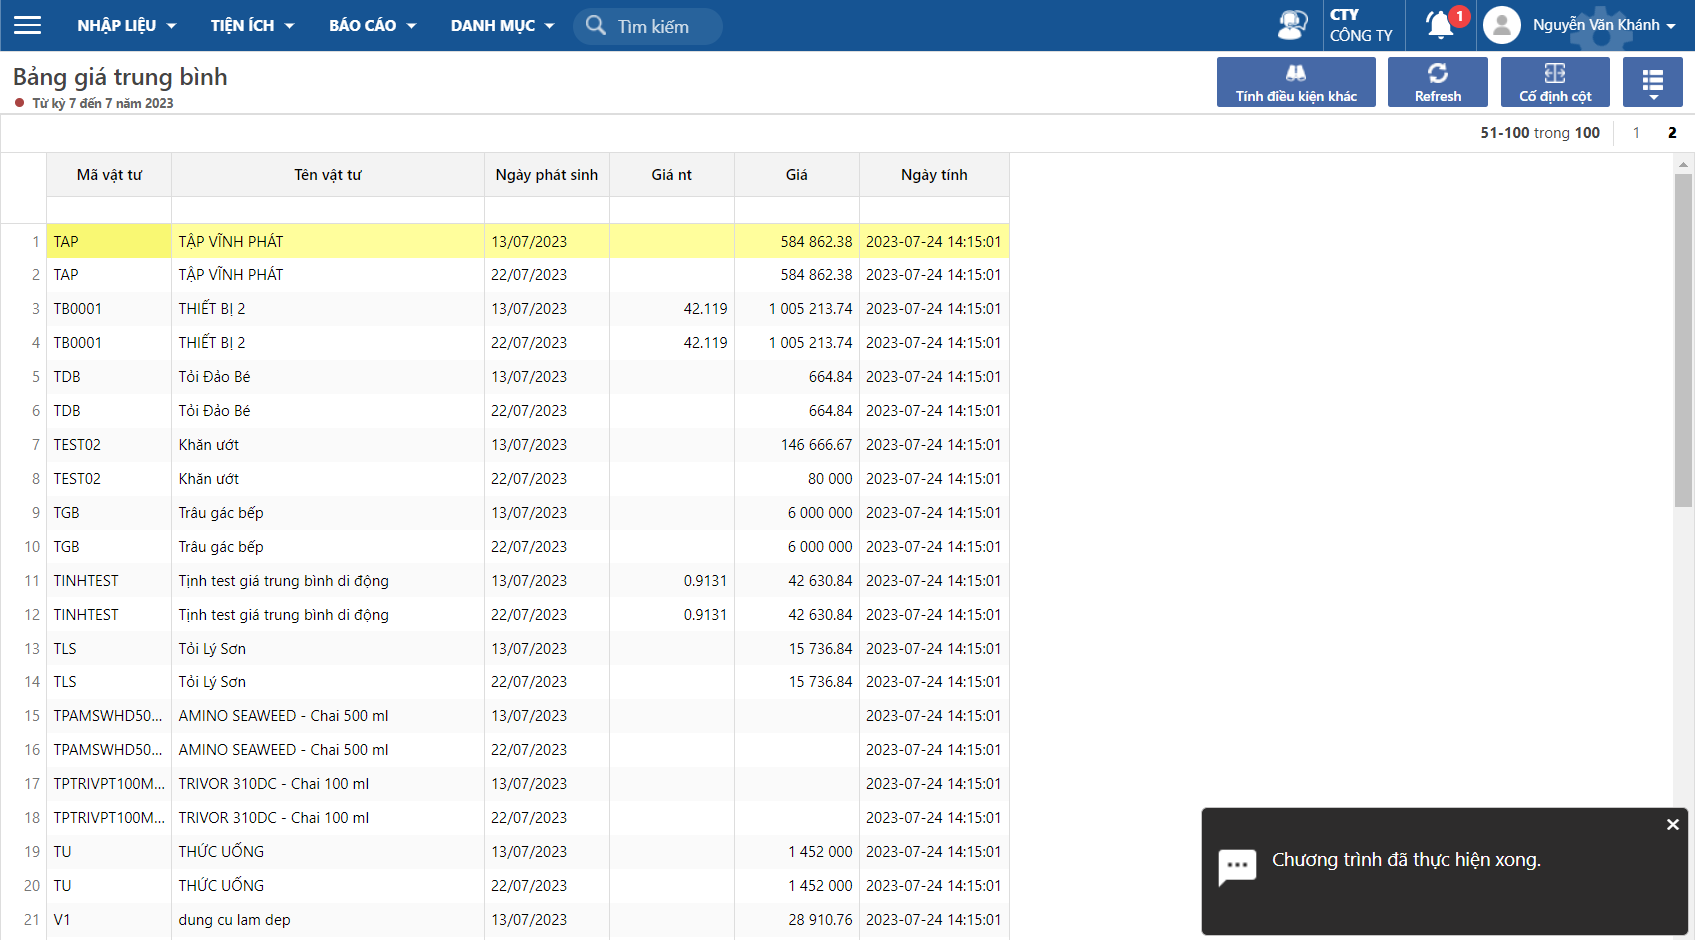 NHẬP LIỆU TIỆN ÍCH BÁO CÁO DANH MỤC Tìm kiếm CTY CÔNG TY 1 Nguyễn Văn Khánh
Bảng giá trung bình
Từ kỳ 7 đến 7 năm 2023
Tính điều kiện khác Refresh Cố định cột
51-100 trong 100 1 2
Mã vật tư Tên vật tư Ngày phát sinh Giá nt Giá Ngày tính
1 TAP TẬP VĨNH PHÁT 13/07/2023 584 862.38 2023-07-24 14:15:01
2 TAP TẬP VĨNH PHÁT 22/07/2023 584 862.38 2023-07-24 14:15:01
3 TB0001 THIẾT BỊ 2 13/07/2023 42.119 1 005 213.74 2023-07-24 14:15:01
4 TB0001 THIẾT BỊ 2 22/07/2023 42.119 1 005 213.74 2023-07-24 14:15:01
5 TDB Tỏi Đảo Bé 13/07/2023 664.84 2023-07-24 14:15:01
6 TDB Tỏi Đảo Bé 22/07/2023 664.84 2023-07-24 14:15:01
7 TEST02 Khăn ướt 13/07/2023 146 666.67 2023-07-24 14:15:01
8 TEST02 Khăn ướt 22/07/2023 80 000 2023-07-24 14:15:01
9 TGB Trâu gác bếp 13/07/2023 6 000 000 2023-07-24 14:15:01
10 TGB Trâu gác bếp 22/07/2023 6 000 000 2023-07-24 14:15:01
11 TINHTEST Tịnh test giá trung bình di động 13/07/2023 0.9131 42 630.84 2023-07-24 14:15:01
12 TINHTEST Tịnh test giá trung bình di động 22/07/2023 0.9131 42 630.84 2023-07-24 14:15:01
13 TLS Tỏi Lý Sơn 13/07/2023 15 736.84 2023-07-24 14:15:01
14 TLS Tỏi Lý Sơn 22/07/2023 15 736.84 2023-07-24 14:15:01
15 TPAMSWHD50... AMINO SEAWEED - Chai 500 ml 13/07/2023 2023-07-24 14:15:01
16 TPAMSWHD50... AMINO SEAWEED - Chai 500 ml 22/07/2023 2023-07-24 14:15:01
17 TPTRIVPT100M... TRIVOR 310DC - Chai 100 ml 13/07/2023 2023-07-24 14:15:01
18 TPTRIVPT100M... TRIVOR 310DC - Chai 100 ml 22/07/2023 2023-07-24 14:15:01
19 TU THỨC UỐNG 13/07/2023 1 452 000 2023-07-24 14:15:01
20 TU THỨC UỐNG 22/07/2023 1 452 000 2023-07-24 14:15:01
21 V1 dung cu lam dep 13/07/2023 28 910.76 2023-07-24 14:15:01
Chương trình đã thực hiện xong.